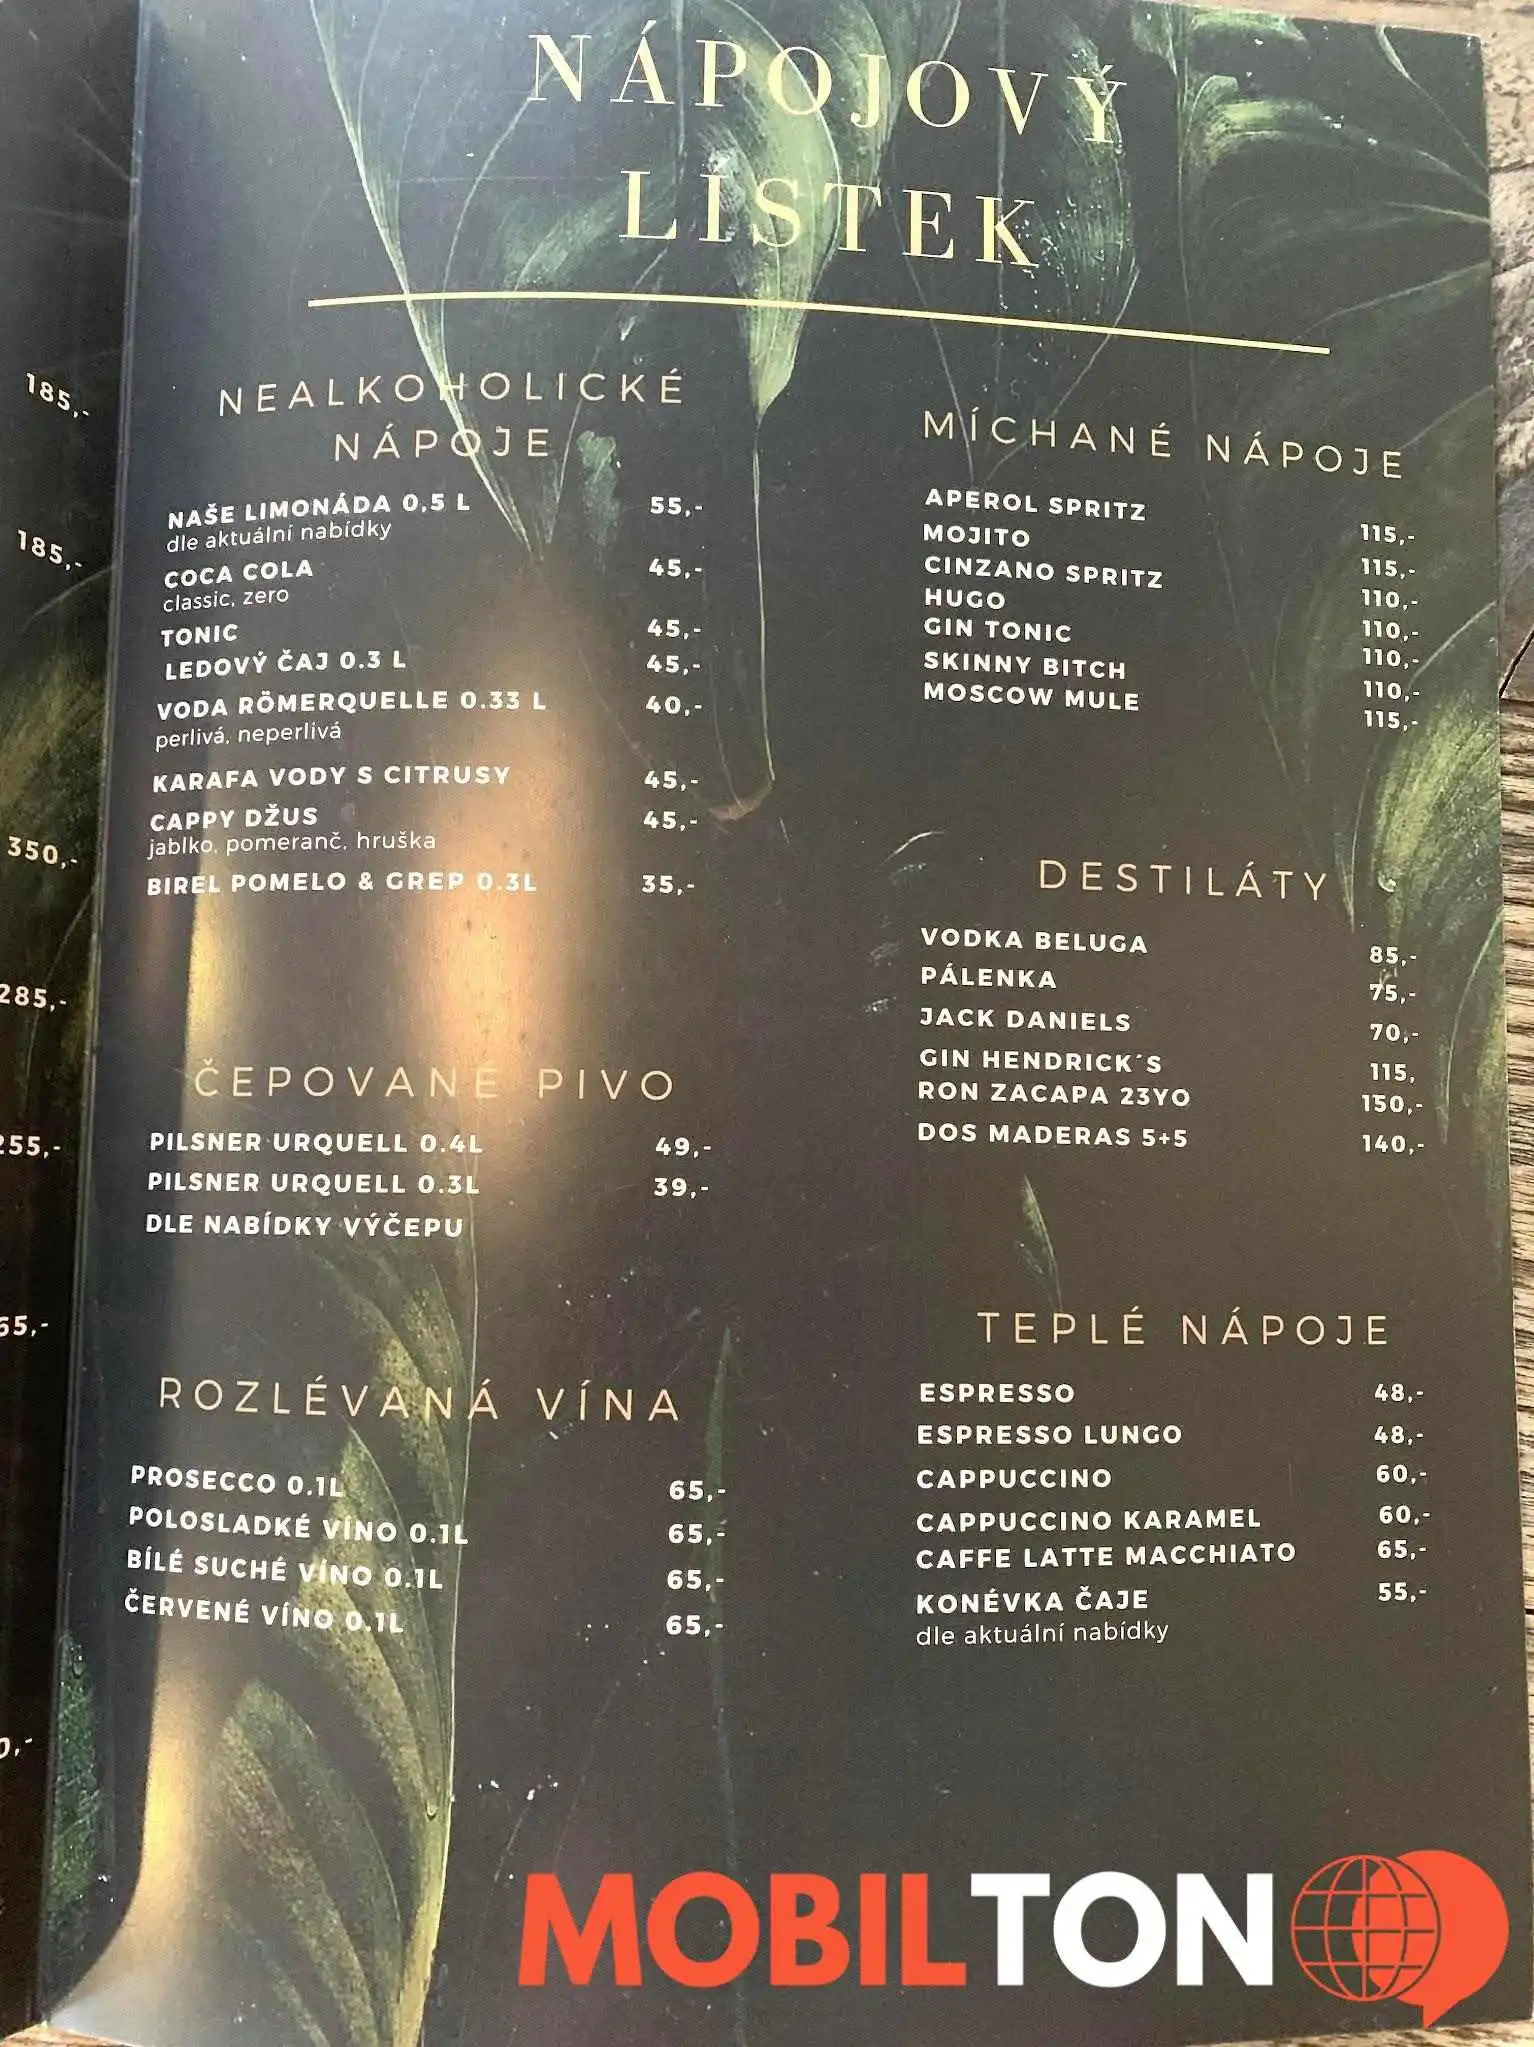 NÁPOJOVÝ
LÍSTEK
NEALKOHOLICKÉ
NÁPOJE
NAŠE LIMONÁDA 0,5 L 55,-
dle aktuální nabídky
COCA COLA 45,-
classic, zero
TONIC 45,-
LEDOVÝ ČAJ 0.3 L 45,-
VODA RÖMERQUELLE 0.33 L 40,-
perlivá, neperlivá
KARAFA VODY S CITRUSY 45,-
CAPPY DŽUS 45,-
jablko, pomeranč, hruška
BIREL POMELO & GREP 0.3L 35,-
ČEPOVANÉ PIVO
PILSNER URQUELL 0.4L 49,-
PILSNER URQUELL 0.3L 39,-
DLE NABÍDKY VÝČEPU
ROZLÉVANÁ VÍNA
PROSECCO 0.1L 65,-
POLOSLADKÉ VÍNO 0.1L 65,-
BÍLÉ SUCHÉ VÍNO 0.1L 65,-
ČERVENÉ VÍNO 0.1L 65,-
MÍCHANÉ NÁPOJE
APEROL SPRITZ 115,-
MOJITO 115,-
CINZANO SPRITZ 110,-
HUGO 110,-
GIN TONIC 110,-
SKINNY BITCH 110,-
MOSCOW MULE 115,-
DESTILÁTY
VODKA BELUGA 85,-
PÁLENKA 75,-
JACK DANIELS 70,-
GIN HENDRICK´S 115,
RON ZACAPA 23YO 150,-
DOS MADERAS 5+5 140,-
TEPLÉ NÁPOJE
ESPRESSO 48,-
ESPRESSO LUNGO 48,-
CAPPUCCINO 60,-
CAPPUCCINO KARAMEL 60,-
CAFFE LATTE MACCHIATO 65,-
KONÉVKA ČAJE 55,-
dle aktuální nabídky
185,-
185,-
350,-
285,-
255,-
MOBILTON